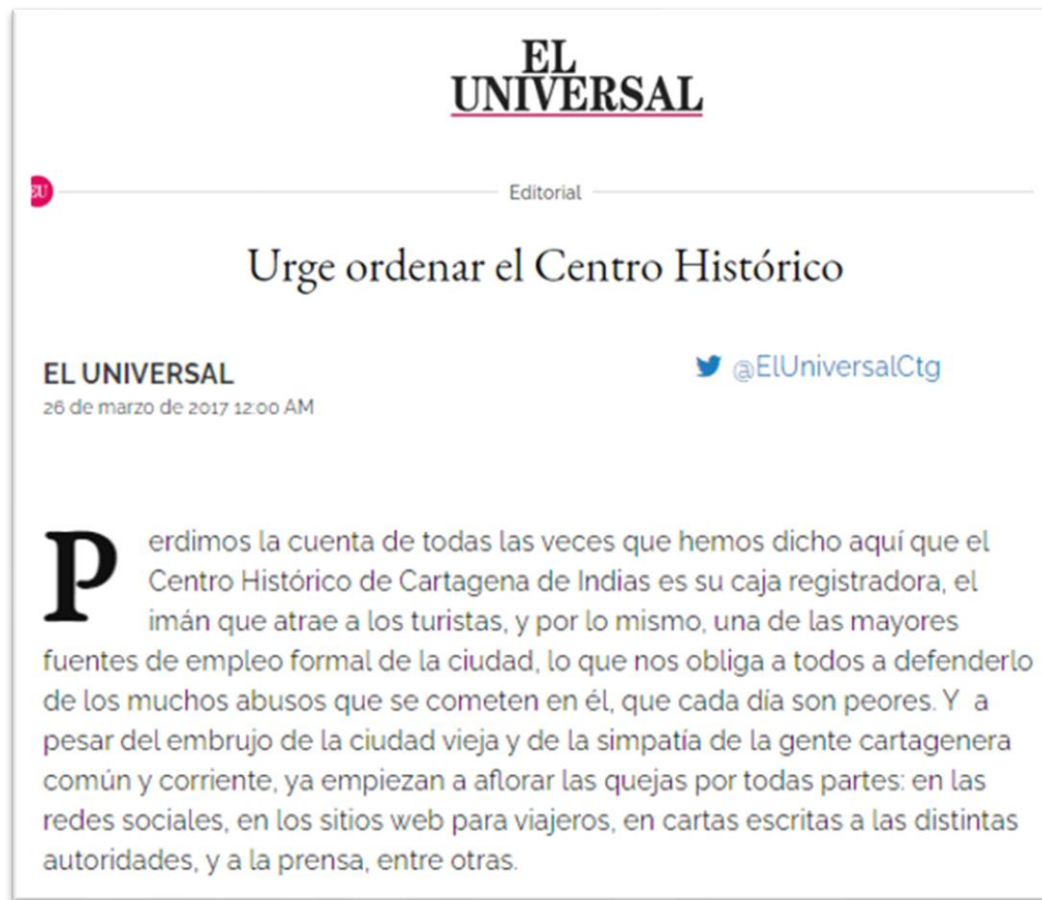 EL
UNIVERSAL
EU
Editorial
Urge ordenar el Centro Histórico
EL UNIVERSAL
@ElUniversalCtg
26 de marzo de 2017 12:00 AM
Perdimos la cuenta de todas las veces que hemos dicho aquí que el
Centro Histórico de Cartagena de Indias es su caja registradora, el
imán que atrae a los turistas, y por lo mismo, una de las mayores
fuentes de empleo formal de la ciudad, lo que nos obliga a todos a defenderlo
de los muchos abusos que se cometen en él, que cada día son peores. Y  a
pesar del embrujo de la ciudad vieja y de la simpatía de la gente cartagenera
común y corriente, ya empiezan a aflorar las quejas por todas partes: en las
redes sociales, en los sitios web para viajeros, en cartas escritas a las distintas
autoridades, y a la prensa, entre otras.